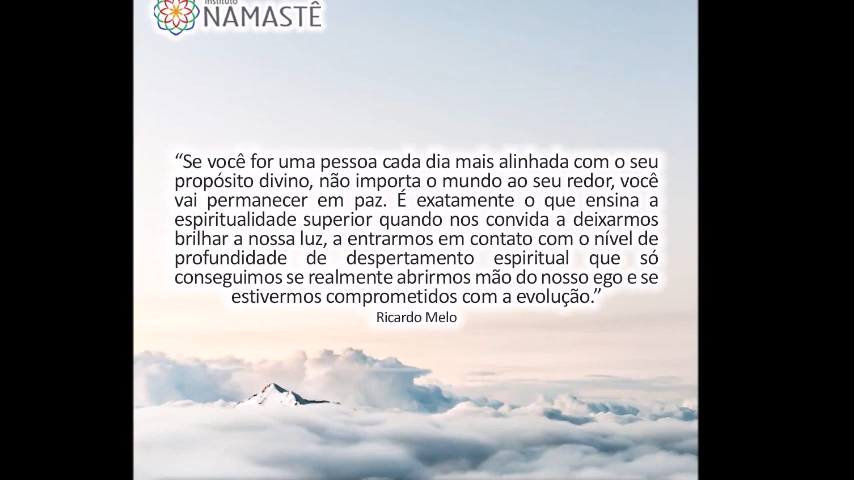 Instituto
NAMASTÊ
“Se você for uma pessoa cada dia mais alinhada com o seu
propósito divino, não importa o mundo ao seu redor, você
vai permanecer em paz. É exatamente o que ensina a
espiritualidade superior quando nos convida a deixarmos
brilhar a nossa luz, a entrarmos em contato com o nível de
profundidade de despertamento espiritual que só
conseguimos se realmente abrirmos mão do nosso ego e se
estivermos comprometidos com a evolução.”
Ricardo Melo